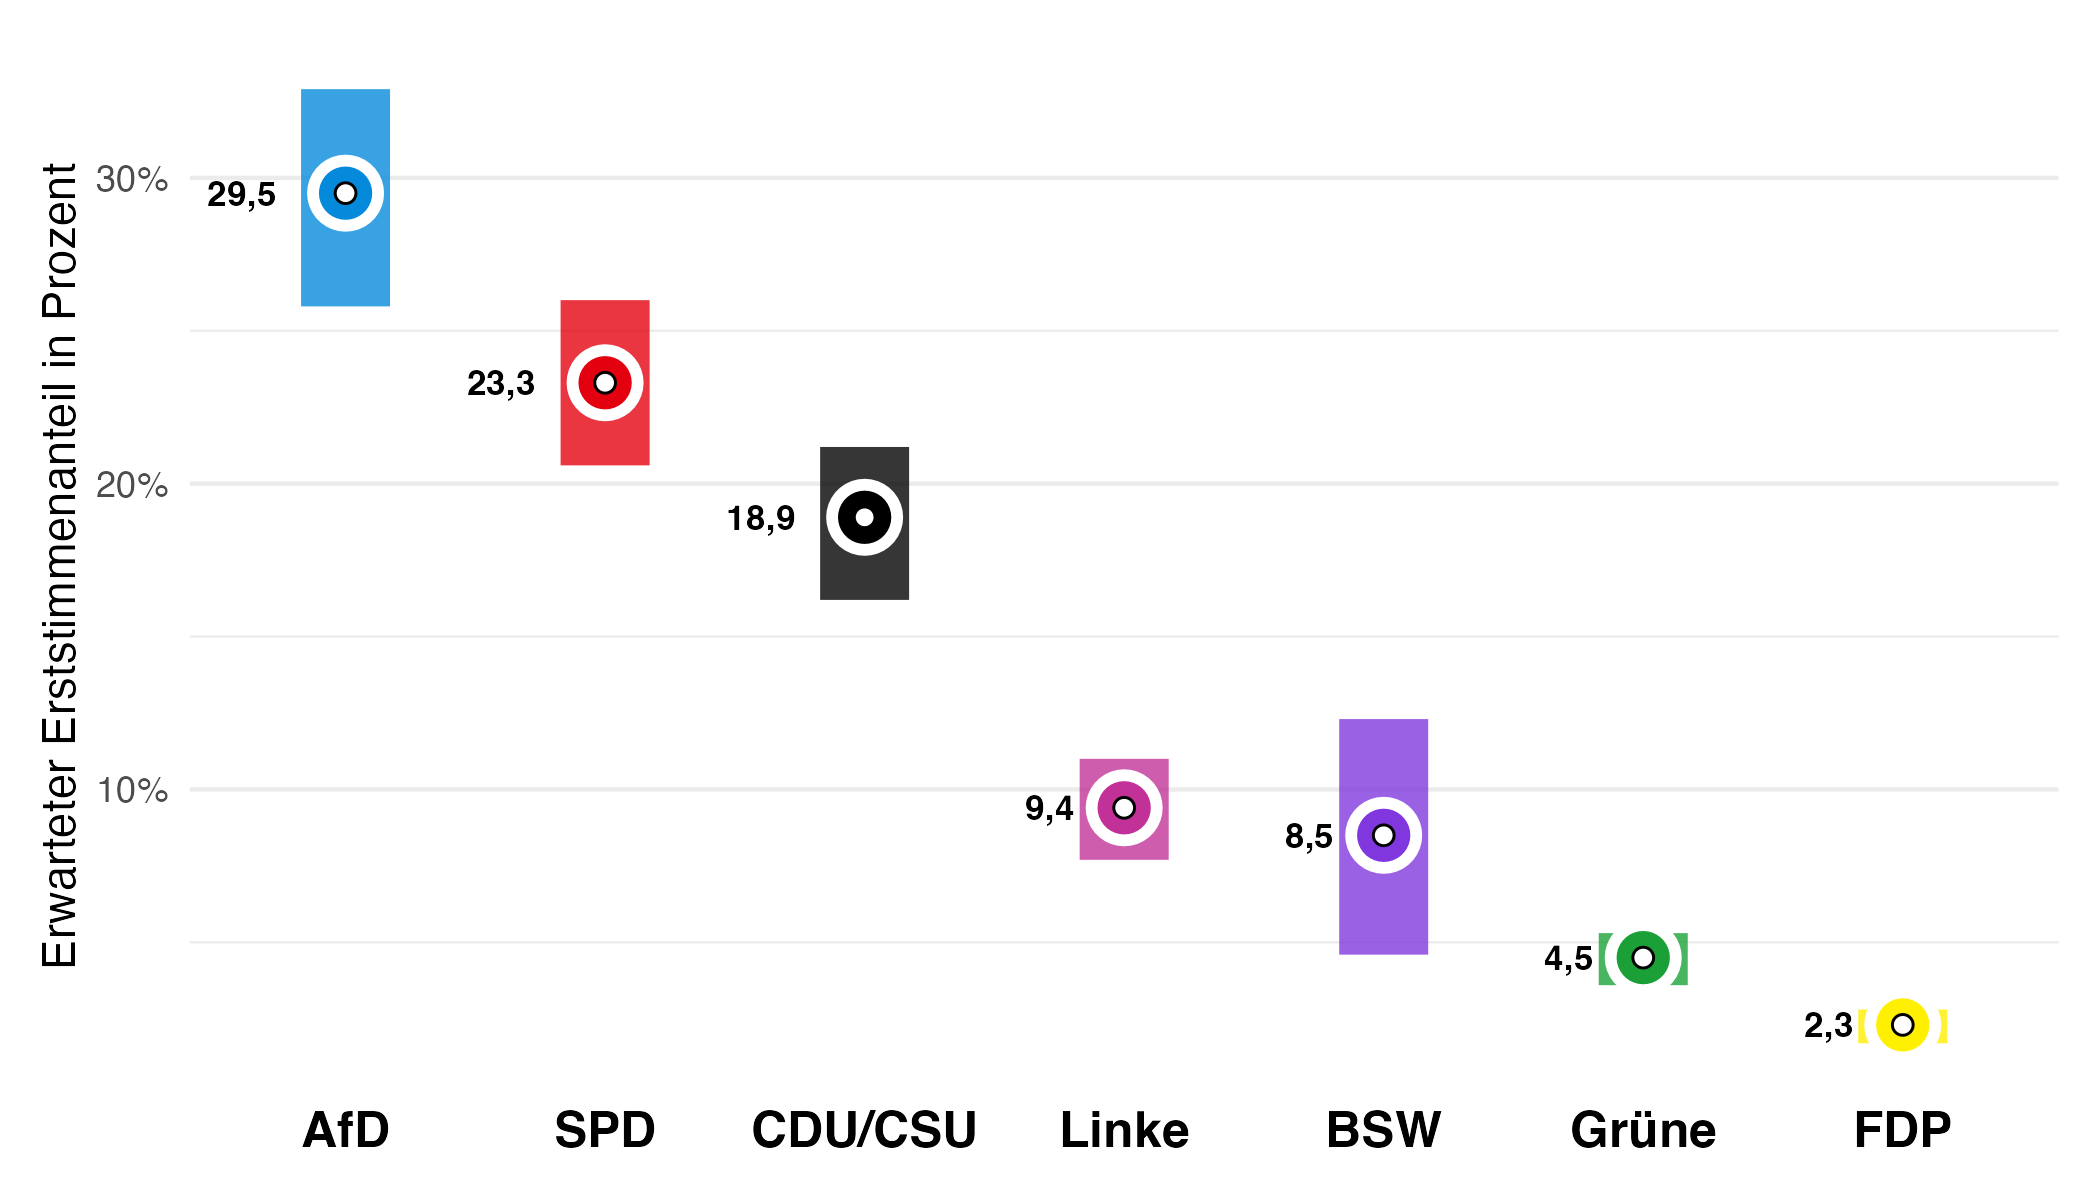 Erwarteter Erststimmenanteil in Prozent
30%
20%
10%
29,5
23,3
18,9
9,4
8,5
4,5
2,3
AfD
SPD
CDU/CSU
Linke
BSW
Grüne
FDP